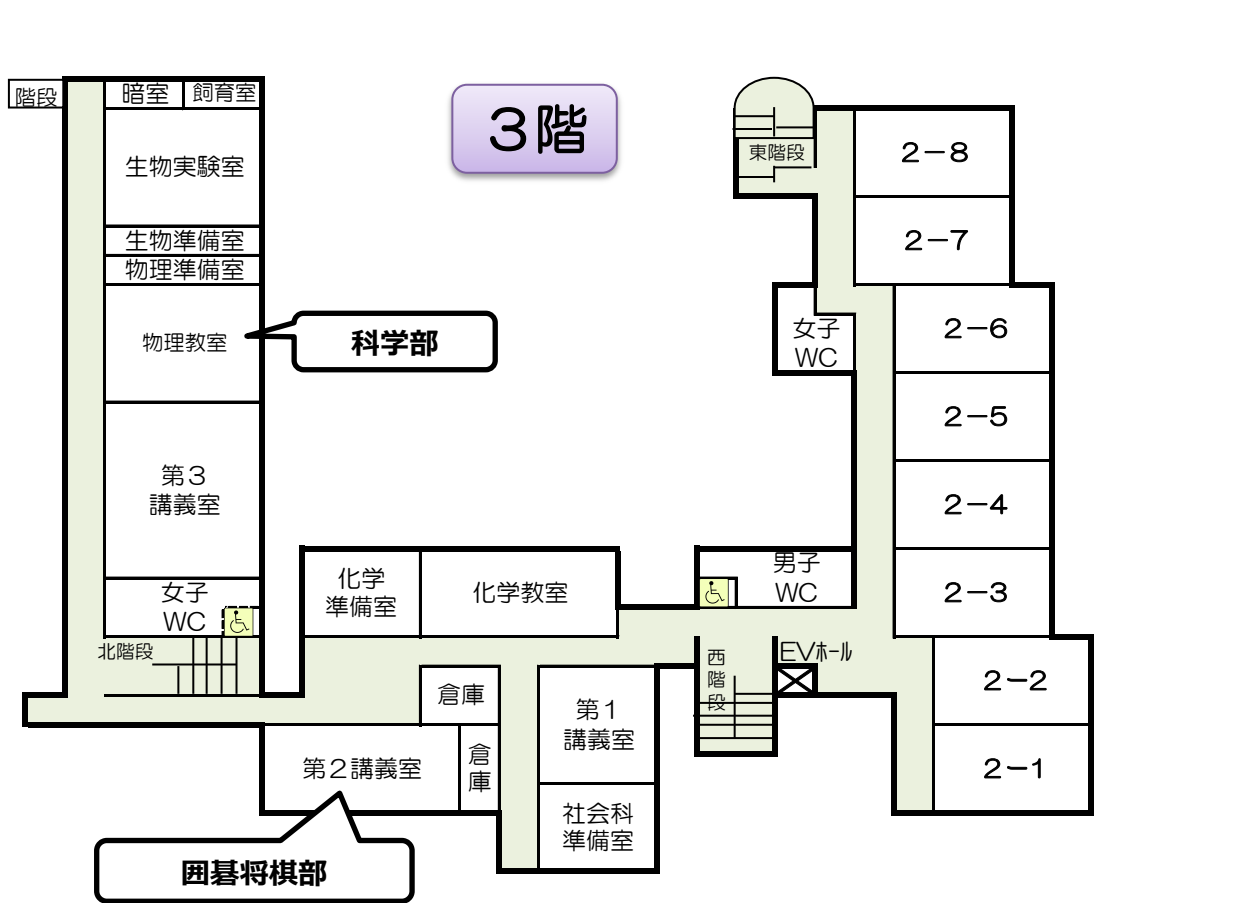 3階
階段
暗室
飼育室
生物実験室
生物準備室
物理準備室
物理教室
科学部
第3
講義室
女子
WC
北階段
化学
準備室
化学教室
倉庫
第2講義室
倉
庫
囲碁将棋部
第1
講義室
社会科
準備室
東階段
2-8
2-7
女子
WC
2-6
2-5
2-4
2-3
男子
WC
西
階
段
EVホール
2-2
2-1